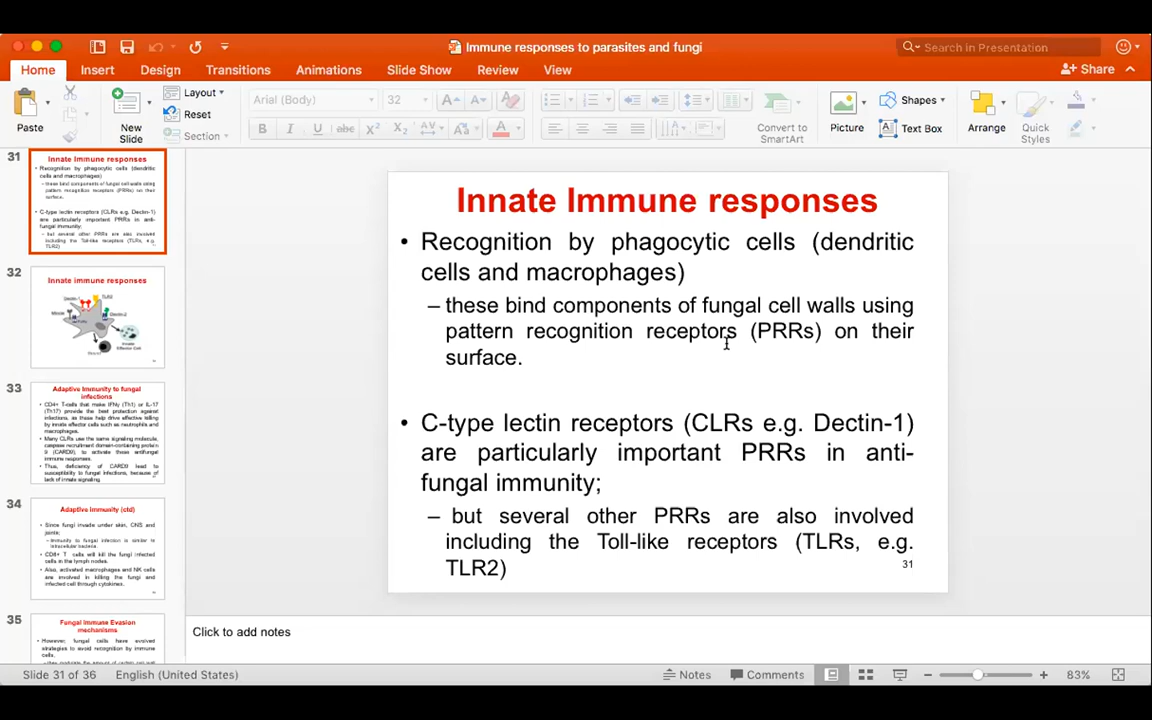 Immune responses to parasites and fungi
Search in Presentation
Home Insert Design Transitions Animations Slide Show Review View
Share
Paste
New
Slide
Layout
Reset
Section
Arial (Body)
32
B I U abc X² X₂ AV Aa A
Convert to
SmartArt
Picture
Shapes
Text Box
Arrange
Quick
Styles
31
Innate Immune responses
Recognition by phagocytic cells (dendritic
cells and macrophages)
– these bind components of fungal cell walls using
pattern recognition receptors (PRRs) on their
surface.
C-type lectin receptors (CLRs e.g. Dectin-1)
are particularly important PRRs in anti-
fungal immunity;
– but several other PRRs are also involved
including the Toll-like receptors (TLRs, e.g.
TLR2)
32
Innate immune responses
Dectin-1
TLR2
Dectin-2
33
Adaptive Immunity to fungal
infections
• CD4+ T-cells that make IFNγ (Th1) or IL-17
(Th17) provide the best protection against
infections, as these help drive effective killing
by innate effector cells such as neutrophils and
macrophages.
• Many CLRs use the same signaling molecule,
caspase recruitment domain-containing protein
9 (CARD9), to activate those antifungal
immune responses.
• Thus, deficiency of CARD9 lead to
susceptibility to fungal infections, because of
lack of innate signaling.
34
Adaptive Immunity (ctd)
• Since fungi invade under skin, CNS and
joints;
– immunity to infection is similar to
intracellular bacteria.
• CD8+ T cells will kill the fungi infected
cells in the lymph nodes.
• Also, activated macrophages and NK cells
are involved in killing the fungi and
infected cell through cytokines.
35
Fungal Immune Evasion
mechanisms
• However, fungal cells have evolved
strategies to avoid recognition by immune
cells.
Innate Immune responses
• Recognition by phagocytic cells (dendritic
cells and macrophages)
– these bind components of fungal cell walls using
pattern recognition receptors (PRRs) on their
surface.
• C-type lectin receptors (CLRs e.g. Dectin-1)
are particularly important PRRs in anti-
fungal immunity;
– but several other PRRs are also involved
including the Toll-like receptors (TLRs, e.g.
TLR2)
31
Click to add notes
Slide 31 of 36 English (United States) Notes Comments 83%